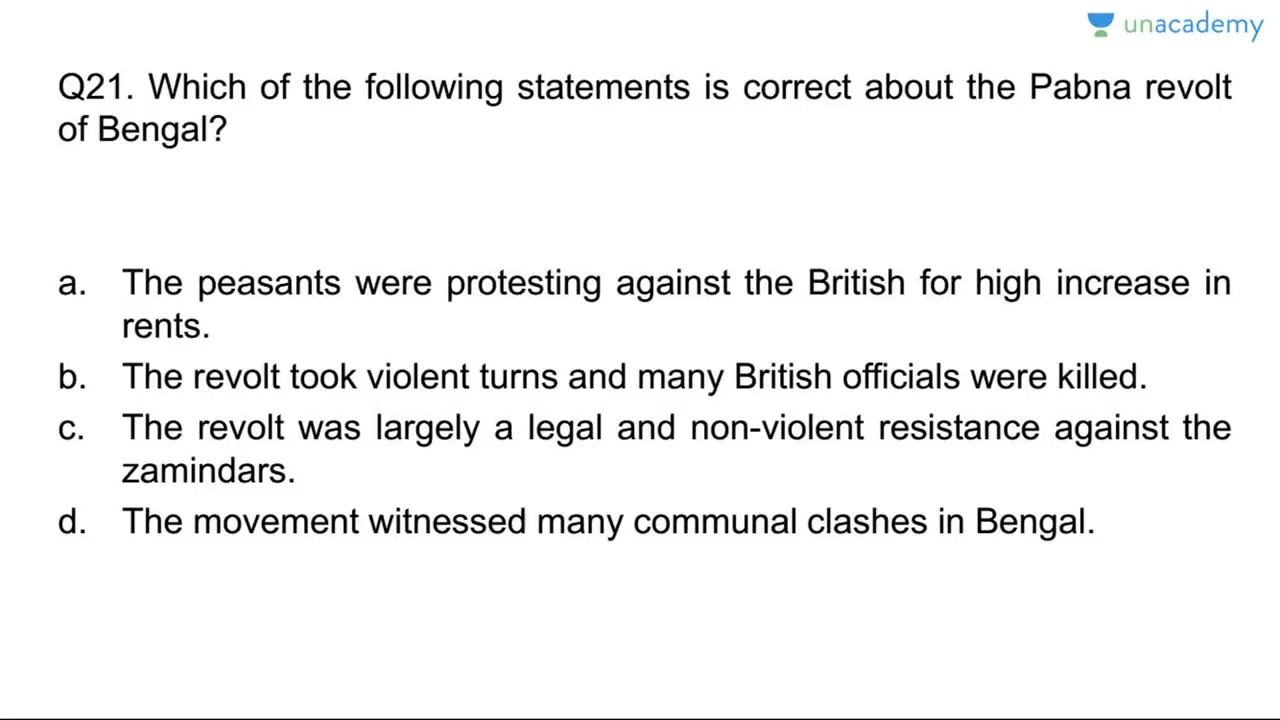 unacademy
Q21. Which of the following statements is correct about the Pabna revolt
of Bengal?
a. The peasants were protesting against the British for high increase in
rents.
b. The revolt took violent turns and many British officials were killed.
c. The revolt was largely a legal and non-violent resistance against the
zamindars.
d. The movement witnessed many communal clashes in Bengal.